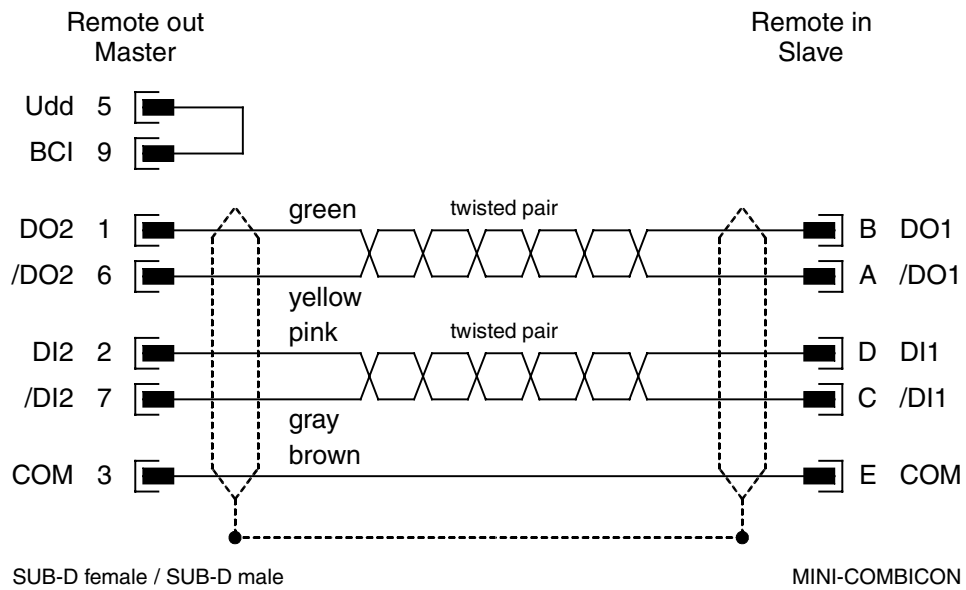 Remote out
Master
Remote in
Slave
Udd 5
BCI 9
DO2 1 green twisted pair B DO1
/DO2 6 A /DO1
yellow
pink
DI2 2 twisted pair D DI1
/DI2 7 C /DI1
gray
brown
COM 3 E COM
SUB-D female / SUB-D male MINI-COMBICON